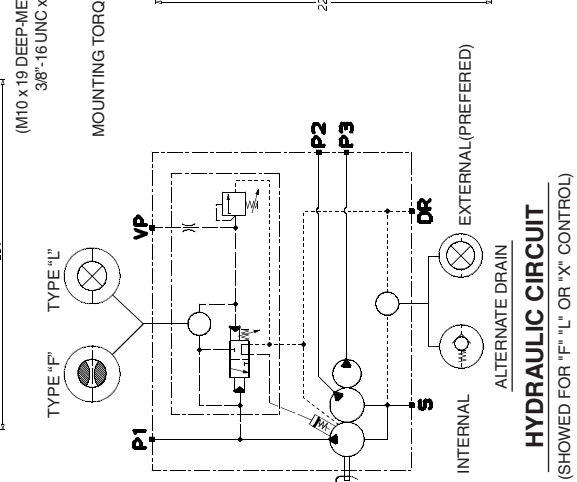 (M10 x 19 DEEP-ME
3/8"-16 UNC x
MOUNTING TORQ
22
TYPE "F"
TYPE "L"
P1
VP
P2
P3
S
DR
INTERNAL
EXTERNAL(PREFERED)
ALTERNATE DRAIN
HYDRAULIC CIRCUIT
(SHOWED FOR "F" "L" OR "X" CONTROL)